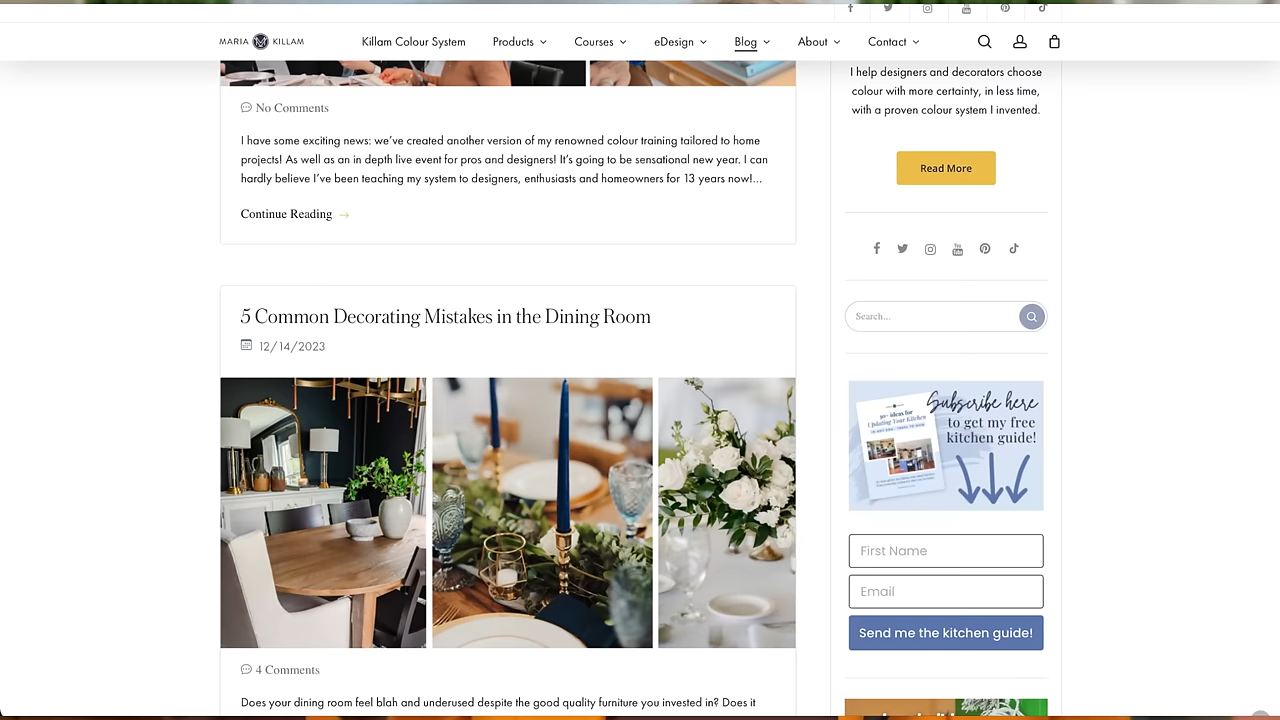 MARIA KILLAM
Killam Colour System
Products
Courses
eDesign
Blog
About
Contact
No Comments
I have some exciting news: we've created another version of my renowned colour training tailored to home
projects! As well as an in depth live event for pros and designers! It's going to be sensational new year. I can
hardly believe I've been teaching my system to designers, enthusiasts and homeowners for 13 years now!...
Continue Reading →
5 Common Decorating Mistakes in the Dining Room
12/14/2023
4 Comments
Does your dining room feel blah and underused despite the good quality furniture you invested in? Does it
I help designers and decorators choose
colour with more certainty, in less time,
with a proven colour system I invented.
Read More
Search...
50+ ideas for
Updating Your Kitchen
Subscribe here
to get my free
kitchen guide!
First Name
Email
Send me the kitchen guide!